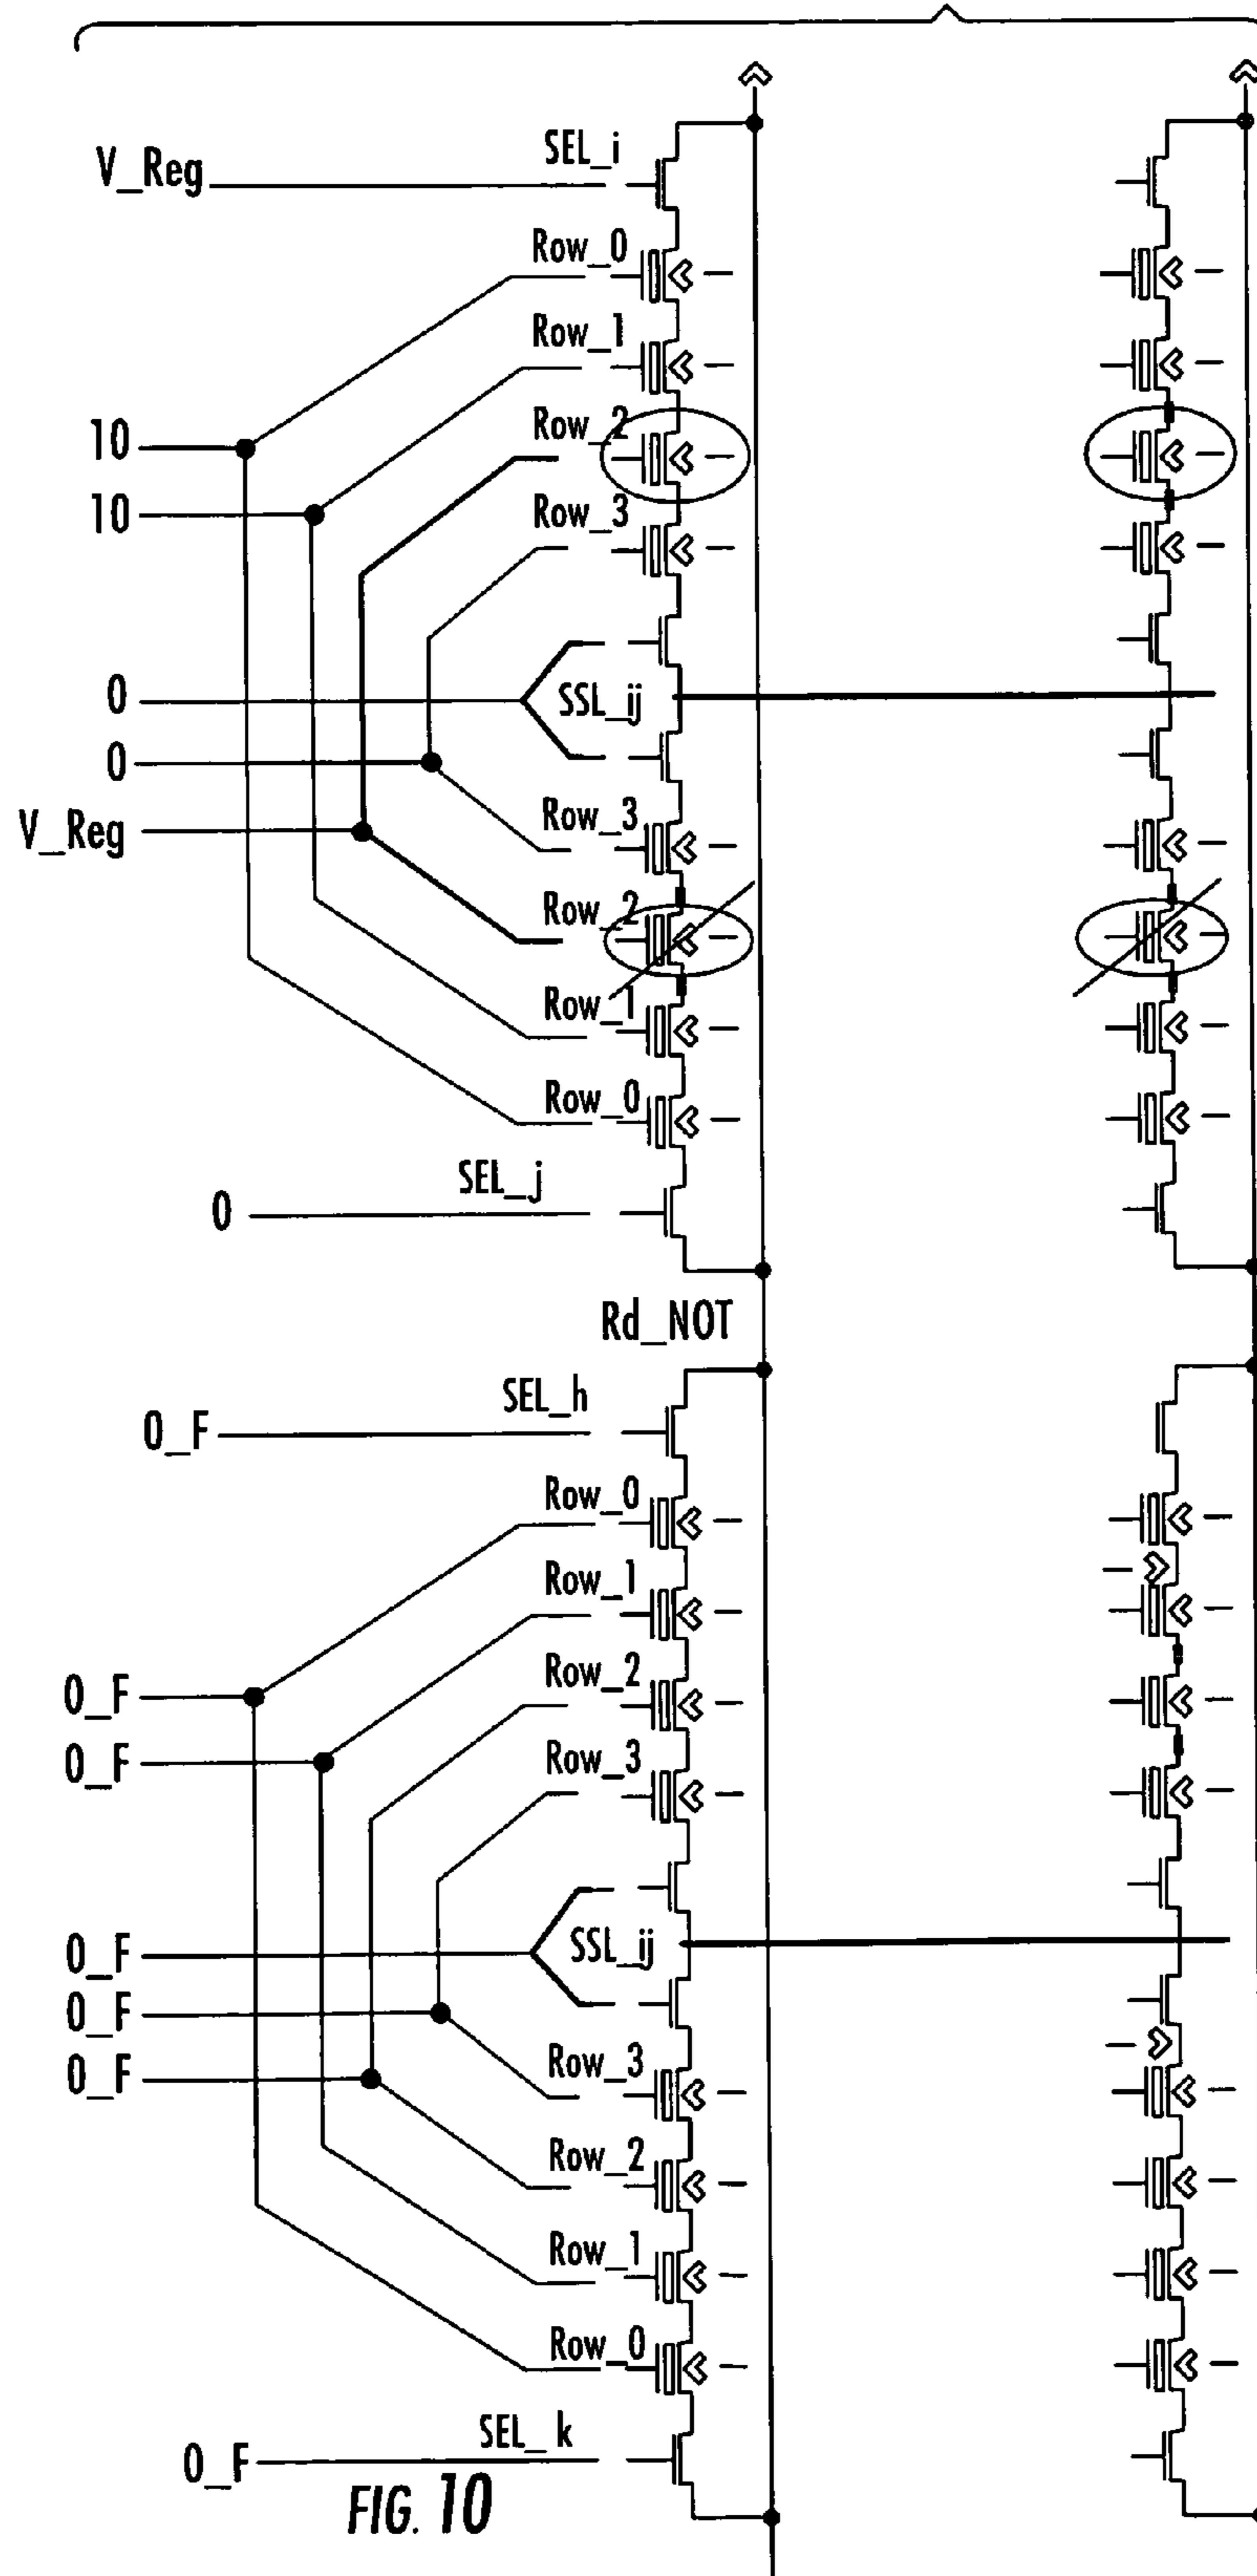 V_Reg SEL_i
Row_0
Row_1
10 Row_2
10 Row_3
0 SSL_ij
0
V_Reg Row_3
Row_2
Row_1
Row_0
SEL_j
0
Rd_NOT
SEL_h
0_F
Row_0
Row_1
0_F Row_2
0_F Row_3
0_F SSL_ij
0_F
0_F Row_3
Row_2
Row_1
Row_0
0_F SEL_k
FIG. 10